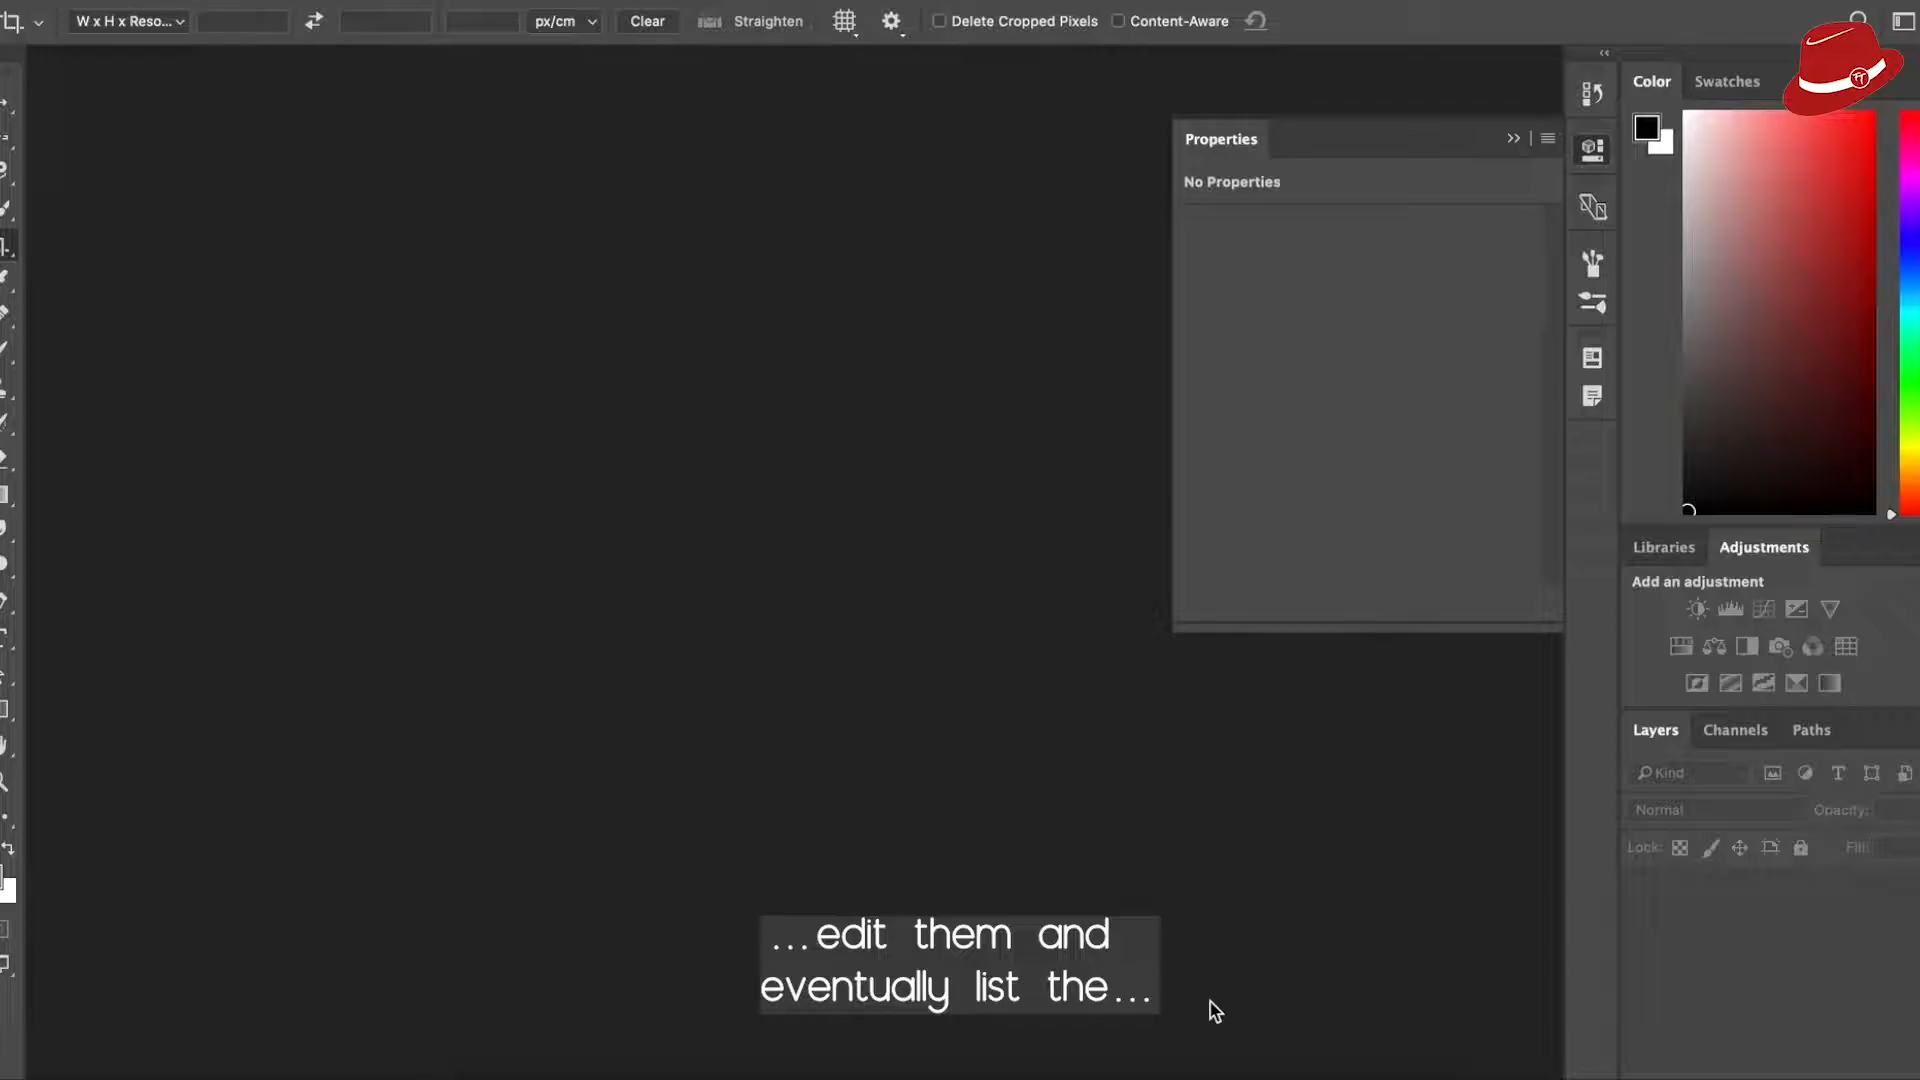 W x H x Reso...
px/cm
Clear
Straighten
Delete Cropped Pixels
Content-Aware
Color
Swatches
Properties
No Properties
Libraries
Adjustments
Add an adjustment
Layers
Channels
Paths
Kind
Normal
Opacity:
Lock:
Fill:
...edit them and
eventually list the...